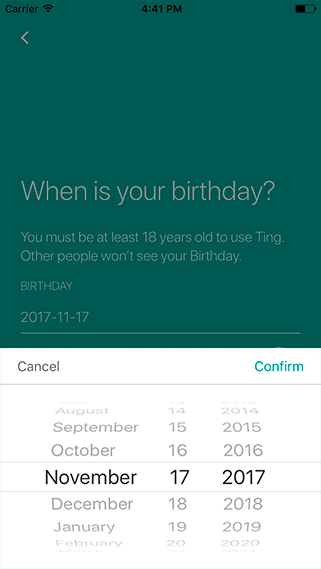 Carrier 4:41 PM
When is your birthday?
You must be at least 18 years old to use Ting.
Other people won't see your Birthday.
BIRTHDAY
2017-11-17
Cancel Confirm
August 14 2014
September 15 2015
October 16 2016
November 17 2017
December 18 2018
January 19 2019
February 20 2020